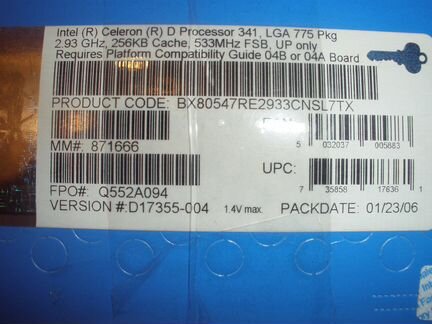 Intel (R) Celeron (R) D Processor 341, LGA 775 Pkg
2.93 GHz, 256KB Cache, 533MHz FSB, UP only
Requires Platform Compatibility Guide 04B or 04A Board
PRODUCT CODE: BX80547RE2933CNSL7TX
5 032037 005883
MM#: 871666
UPC:
7 35858 17636 1
FPO#: Q552A094
VERSION #:D17355-004 1.4V max. PACKDATE: 01/23/06